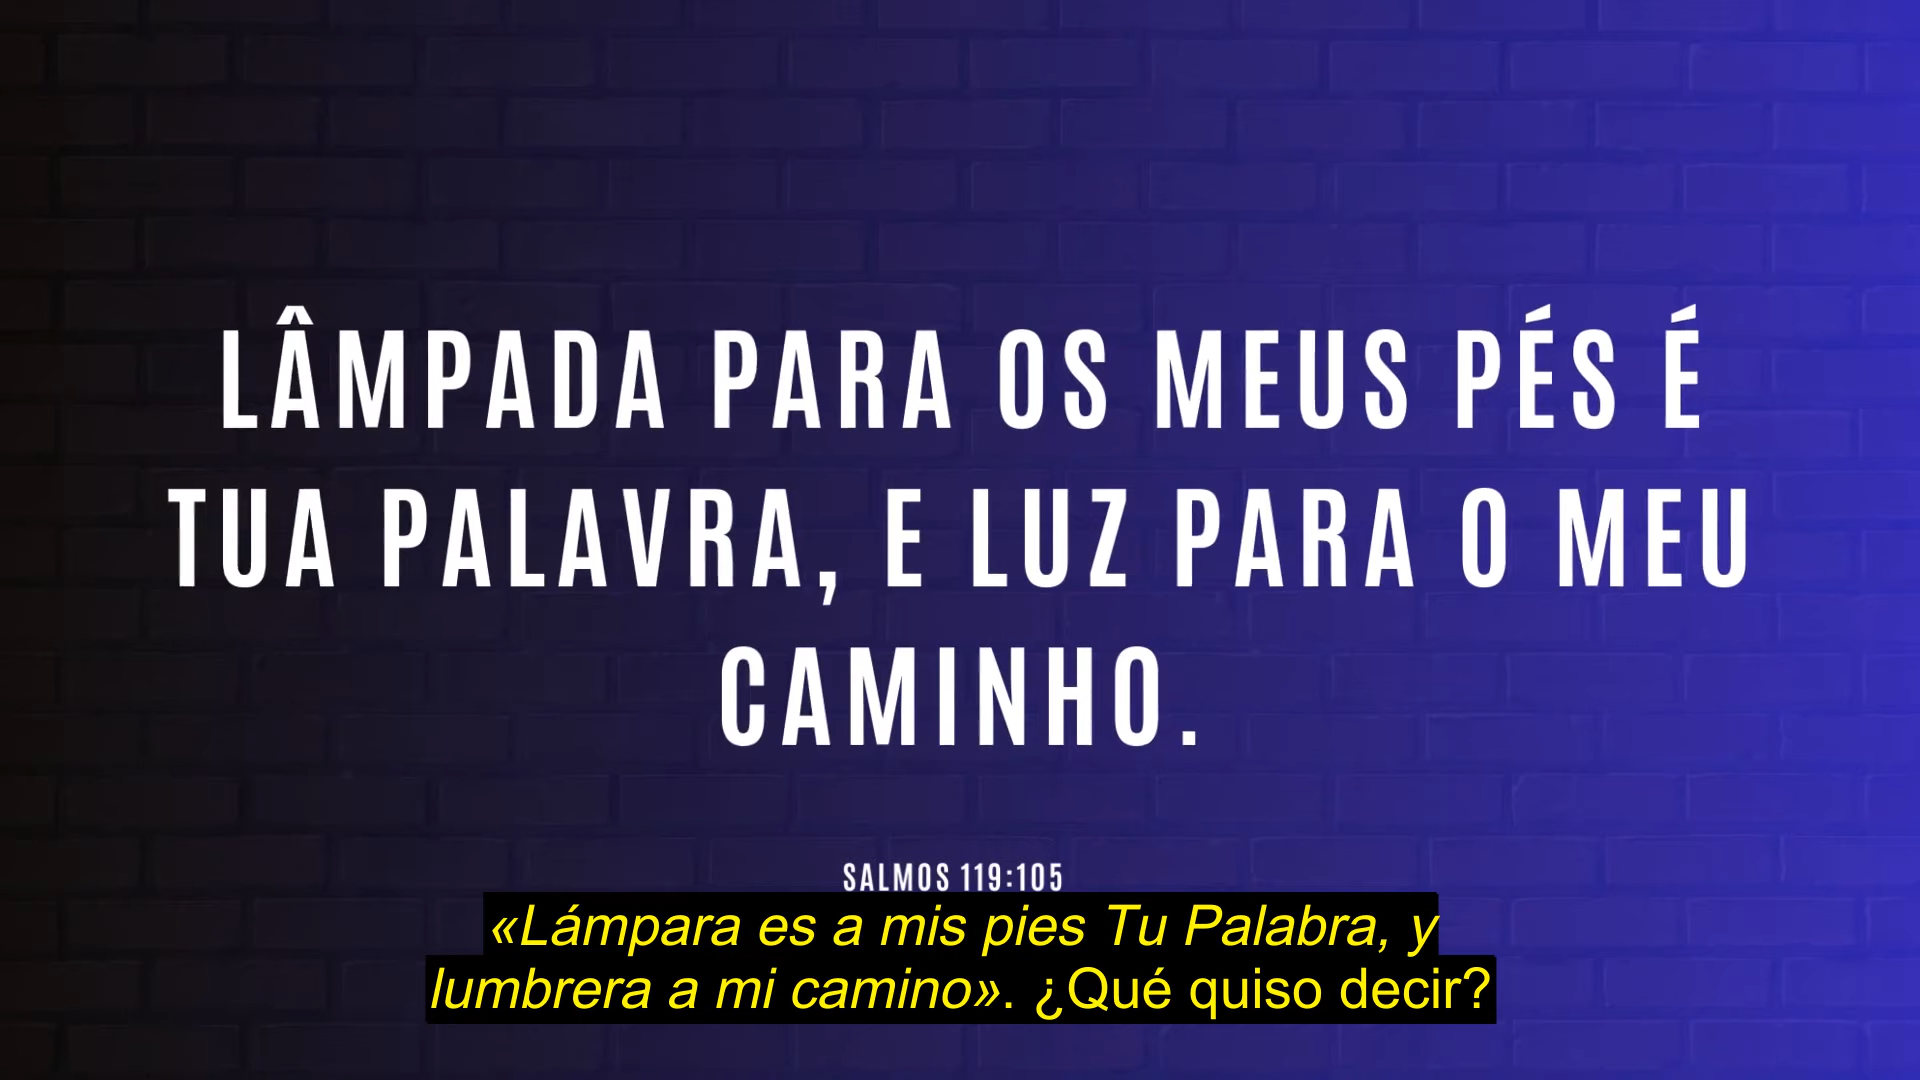 LÂMPADA PARA OS MEUS PÉS É
TUA PALAVRA, E LUZ PARA O MEU
CAMINHO.
SALMOS 119:105
«Lámpara es a mis pies Tu Palabra, y
lumbrera a mi camino». ¿Qué quiso decir?